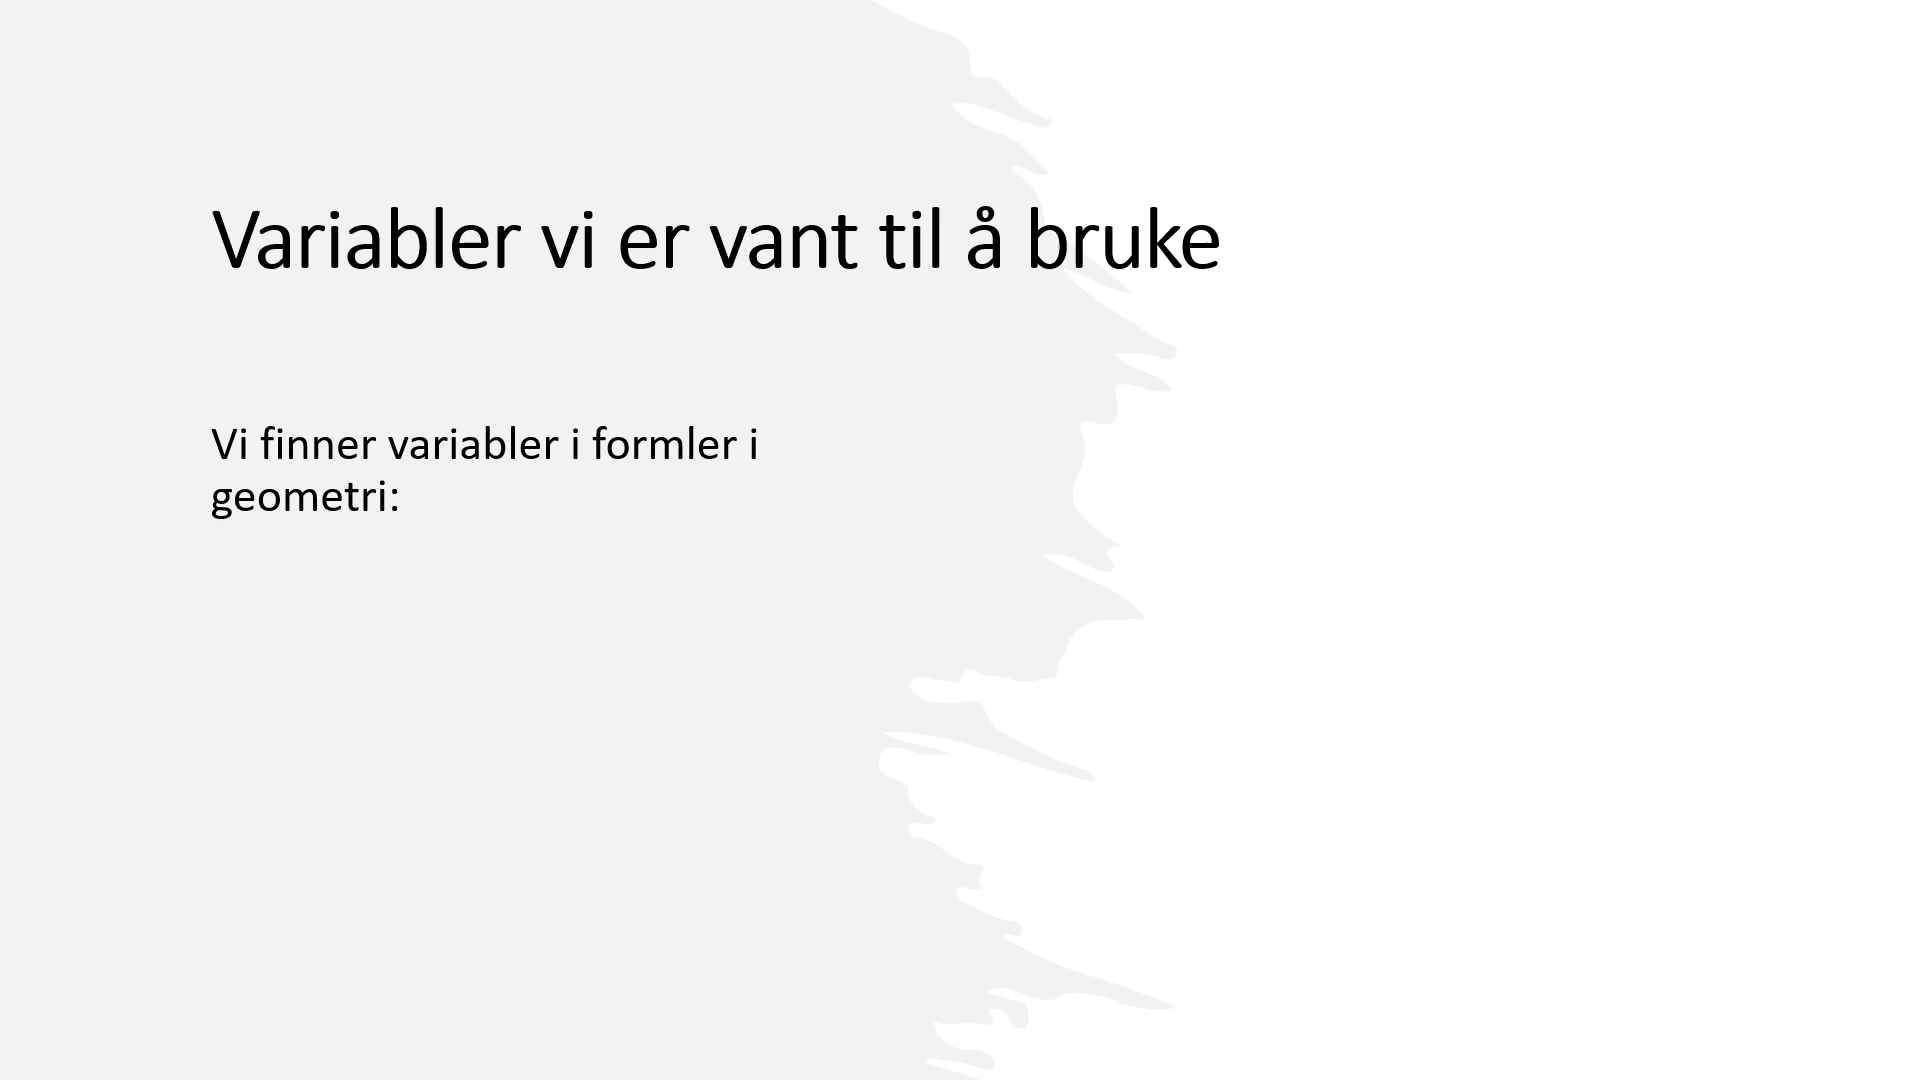 Variabler vi er vant til å bruke
Vi finner variabler i formler i
geometri: